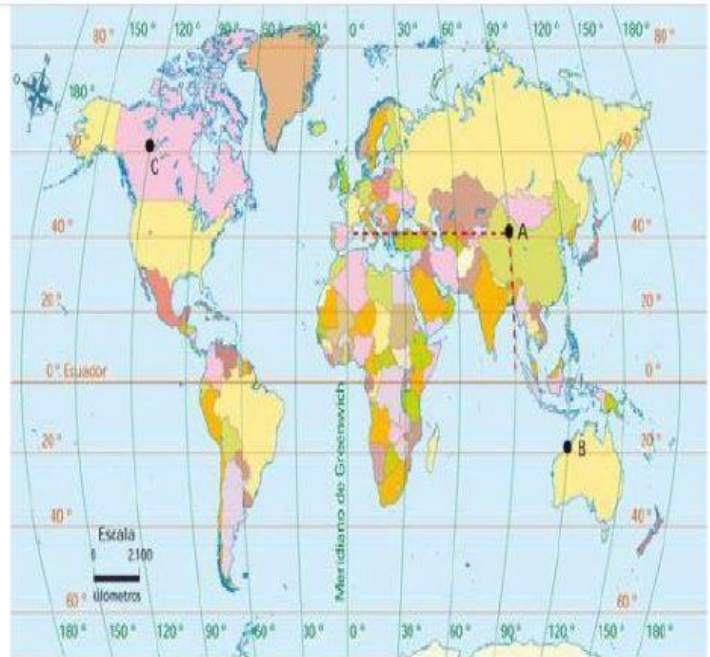 80 ° 150 ° 120 ° 90° 60 ° 30 ° 0° 30° 60° 90° 120 ° 150 ° 180° 80 °
O
180°
C
60°
40° A 40°
20° 20°
0° Ecuador 0°
20° B 20°
40° 40°
Meridiano de Greenwich
Escala
0 2.100
60° 60°
180 ° 150 ° 120 ° 90° 60° 30 ° 0° 30° 60° 90° 120 ° 150 ° 180°